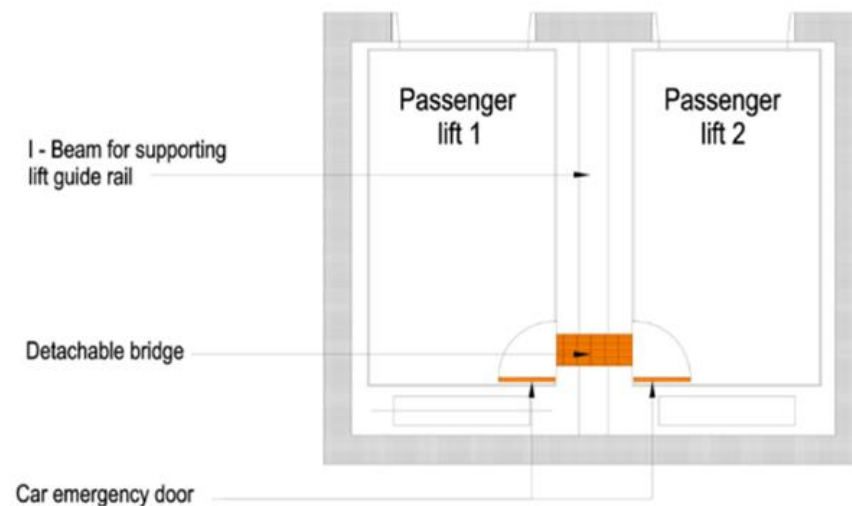 Passenger
lift 1
Passenger
lift 2
I - Beam for supporting
lift guide rail
Detachable bridge
Car emergency door